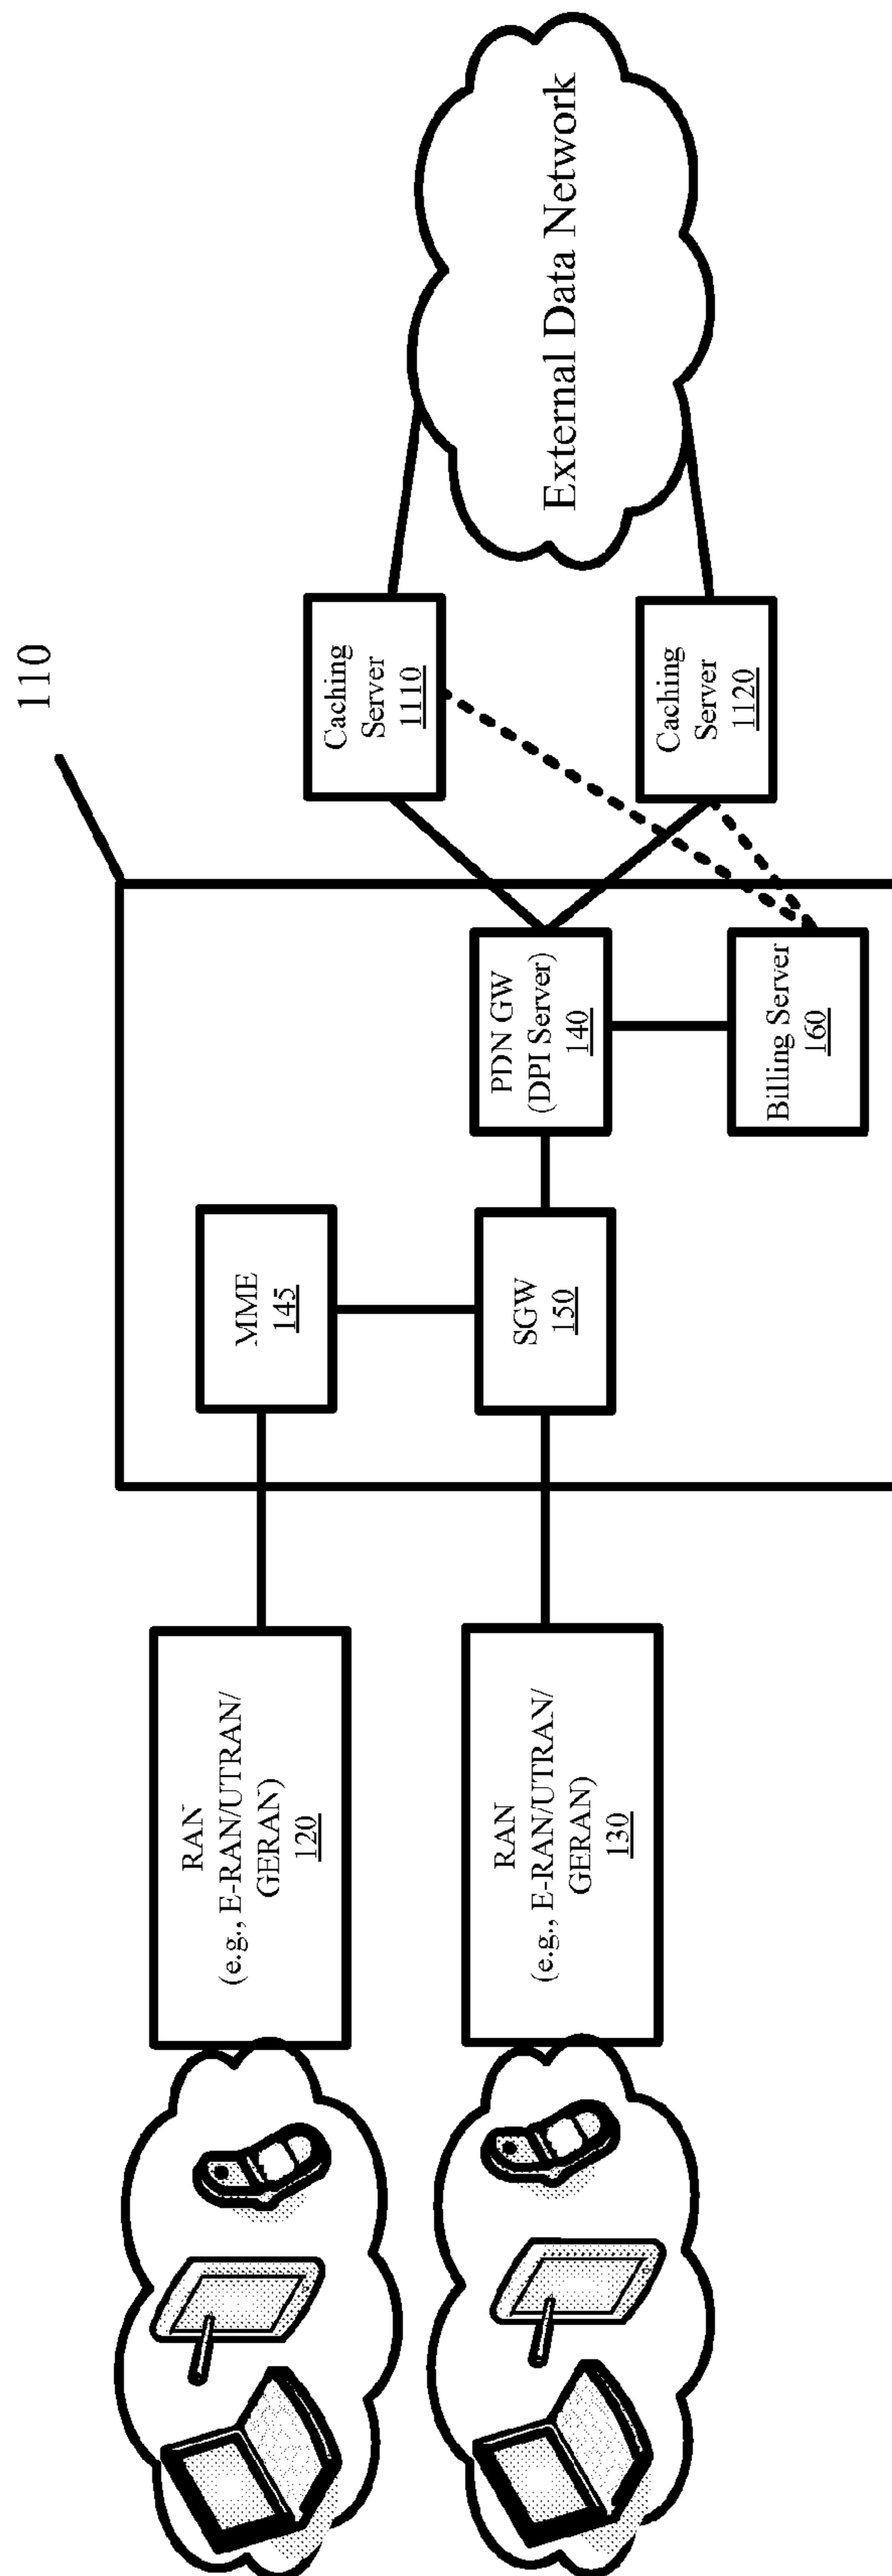 110
RAN
(e.g., E-RAN/UTRAN/
GERAN)
120
MME
145
Caching
Server
1110
External Data Network
RAN
(e.g., E-RAN/UTRAN/
GERAN)
130
SGW
150
PDN GW
(DPI Server)
140
Caching
Server
1120
Billing Server
160